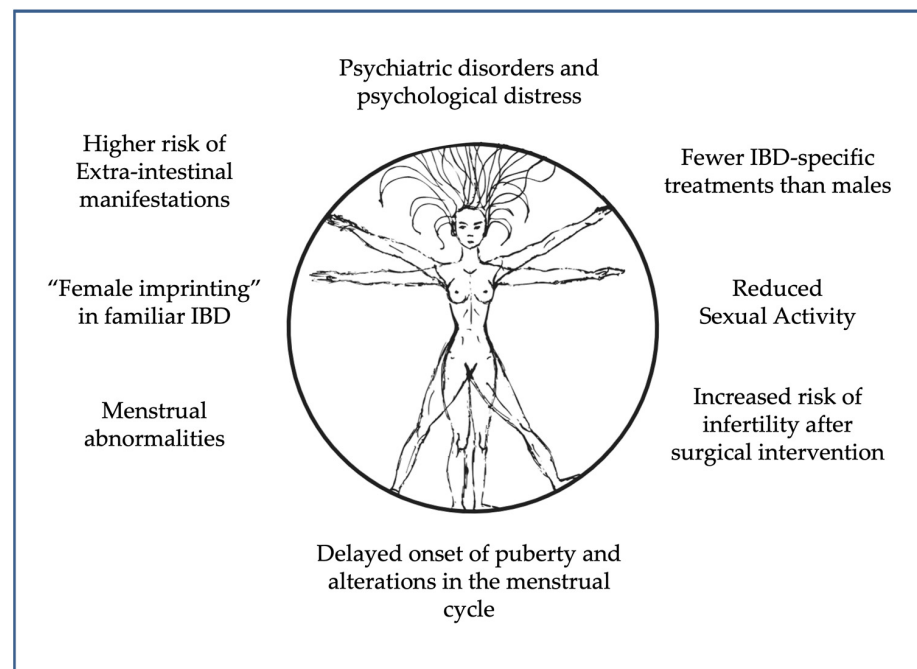 Psychiatric disorders and
psychological distress
Higher risk of
Extra-intestinal
manifestations
Fewer IBD-specific
treatments than males
“Female imprinting”
in familiar IBD
Reduced
Sexual Activity
Menstrual
abnormalities
Increased risk of
infertility after
surgical intervention
Delayed onset of puberty and
alterations in the menstrual
cycle